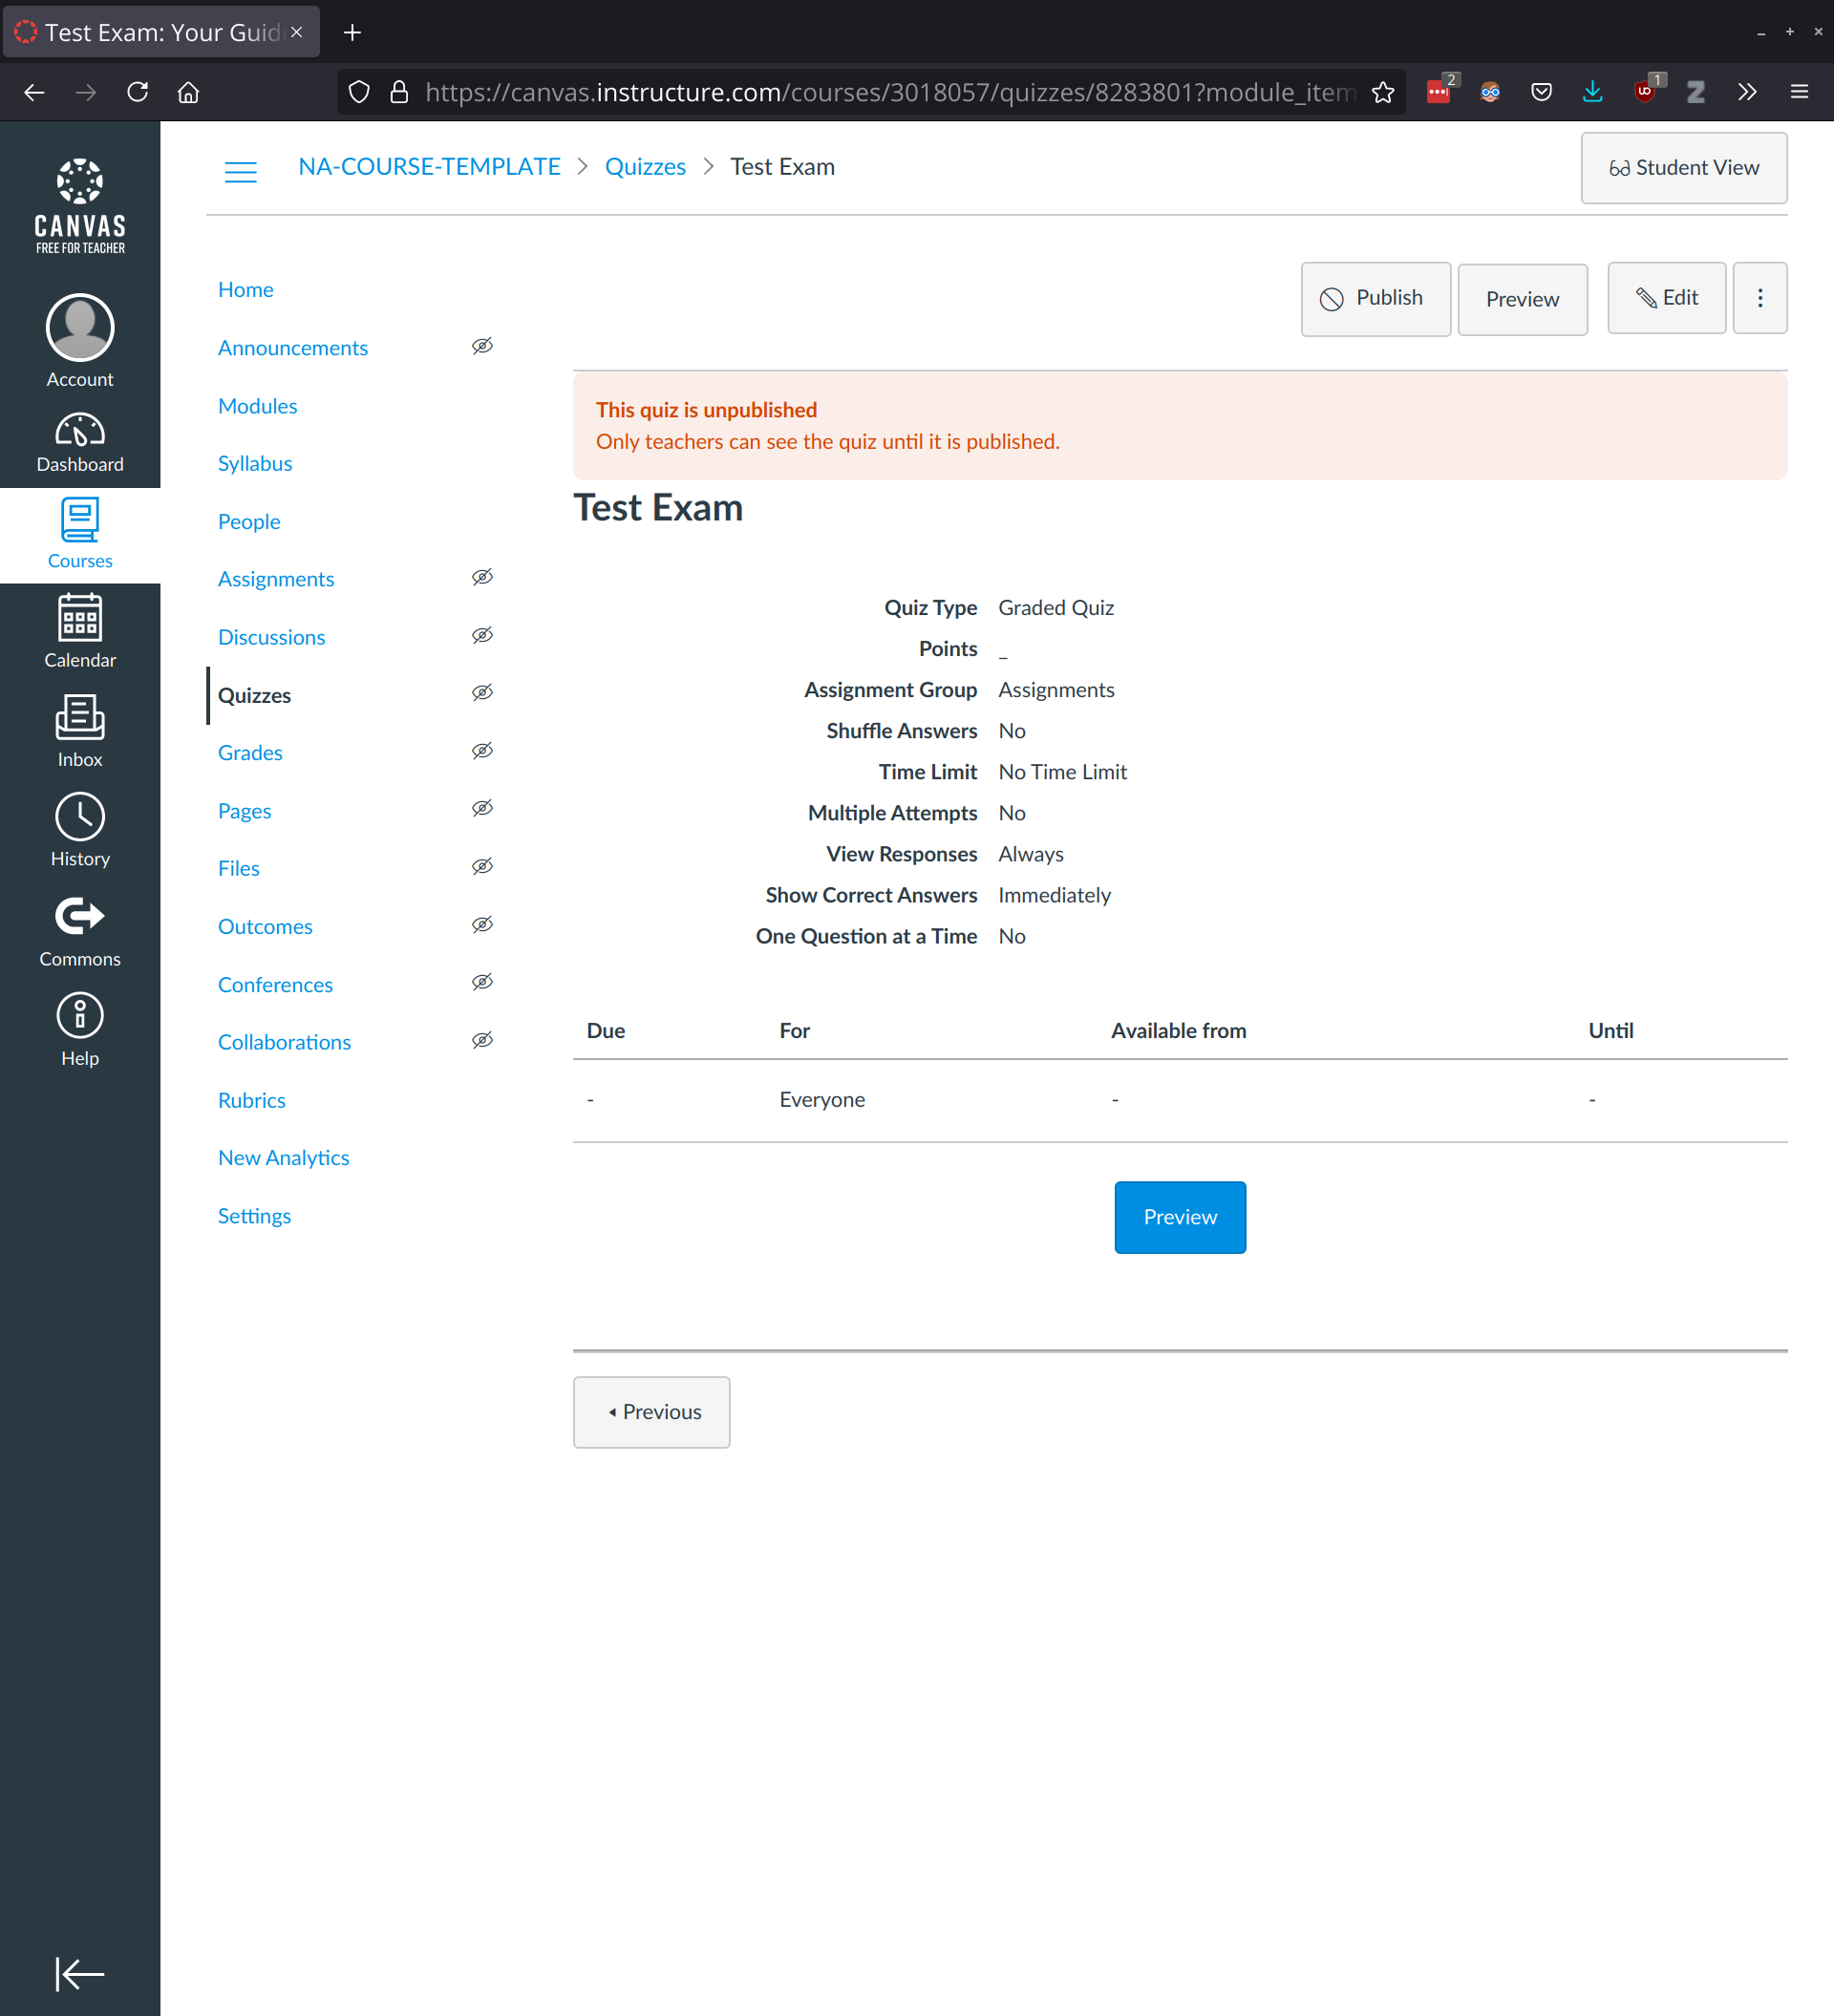 Test Exam: Your Guid
https://canvas.instructure.com/courses/3018057/quizzes/8283801?module_item
2
1
CANVAS
FREE FOR TEACHER
Account
Dashboard
Courses
Calendar
Inbox
History
Commons
Help
NA-COURSE-TEMPLATE > Quizzes > Test Exam
Student View
Home
Announcements
Modules
Syllabus
People
Assignments
Discussions
Quizzes
Grades
Pages
Files
Outcomes
Conferences
Collaborations
Rubrics
New Analytics
Settings
Publish
Preview
Edit
This quiz is unpublished
Only teachers can see the quiz until it is published.
Test Exam
Quiz Type Graded Quiz
Points _
Assignment Group Assignments
Shuffle Answers No
Time Limit No Time Limit
Multiple Attempts No
View Responses Always
Show Correct Answers Immediately
One Question at a Time No
Due For Available from Until
- Everyone - -
Preview
Previous